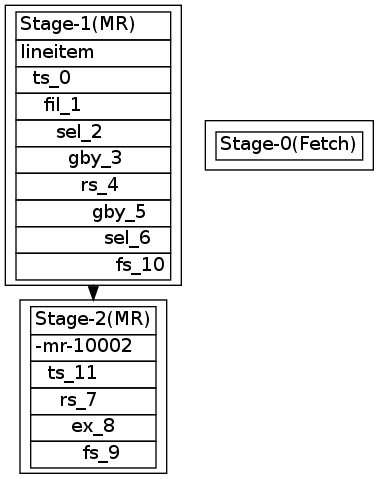 Stage-1(MR)
lineitem
ts_0
fil_1
sel_2
gby_3
rs_4
gby_5
sel_6
fs_10
Stage-0(Fetch)
Stage-2(MR)
-mr-10002
ts_11
rs_7
ex_8
fs_9